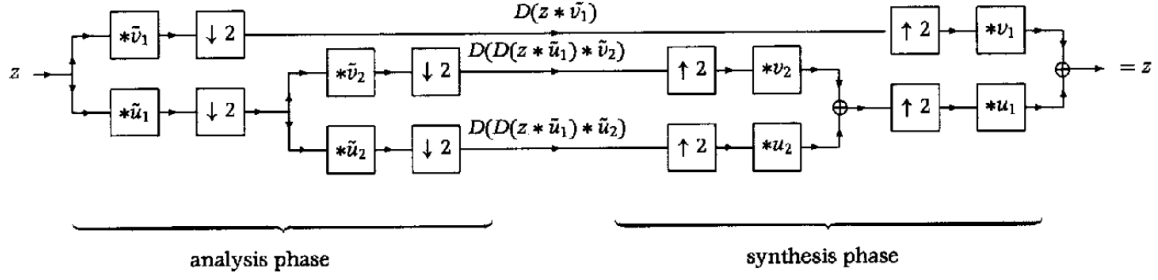 D(z * ṽ₁)
*ṽ₁ ↓ 2 ↑ 2 *v₁
D(D(z * ũ₁) * ṽ₂)
z *ṽ₂ ↓ 2 ↑ 2 *v₂ ⊕ = z
*ũ₁ ↓ 2 ⊕ ↑ 2 *u₁
D(D(z * ũ₁) * ũ₂)
*ũ₂ ↓ 2 ↑ 2 *u₂
analysis phase synthesis phase